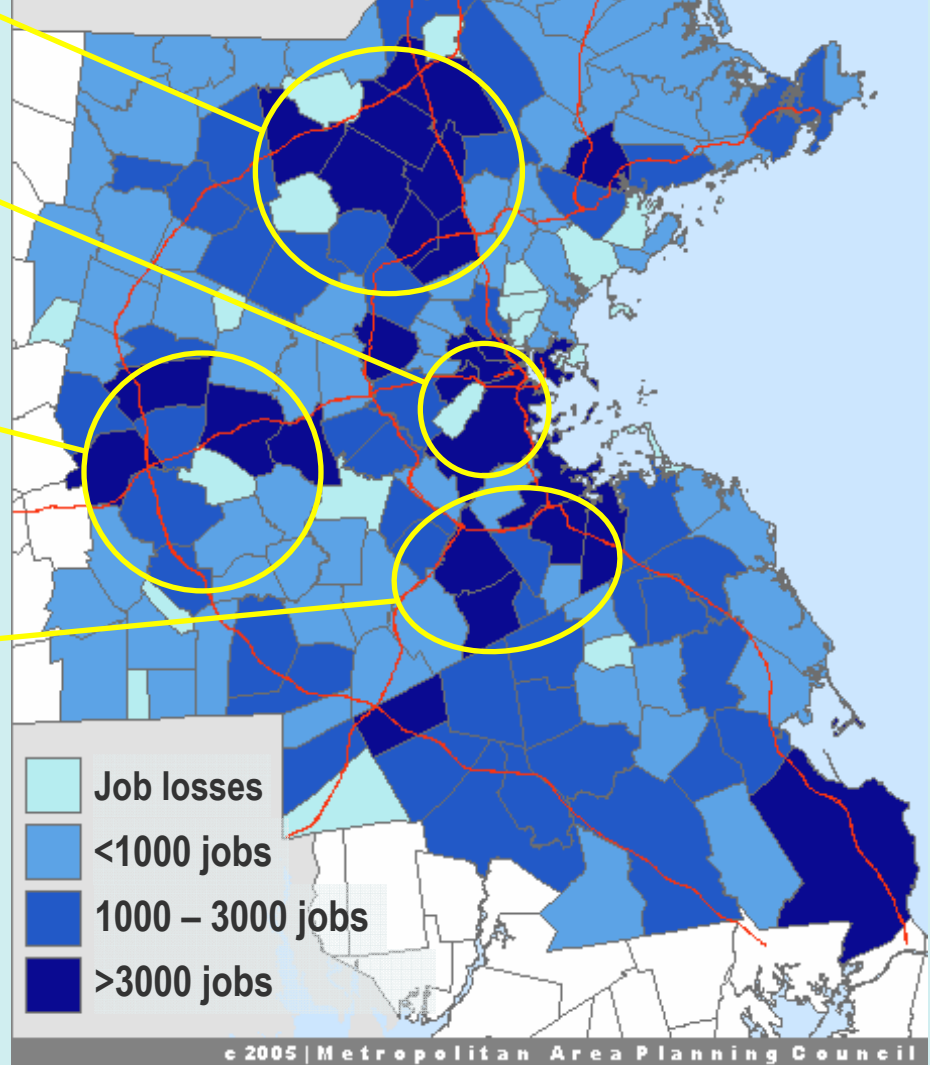 Job losses
<1000 jobs
1000 – 3000 jobs
>3000 jobs
c 2005 | Metropolitan Area Planning Council